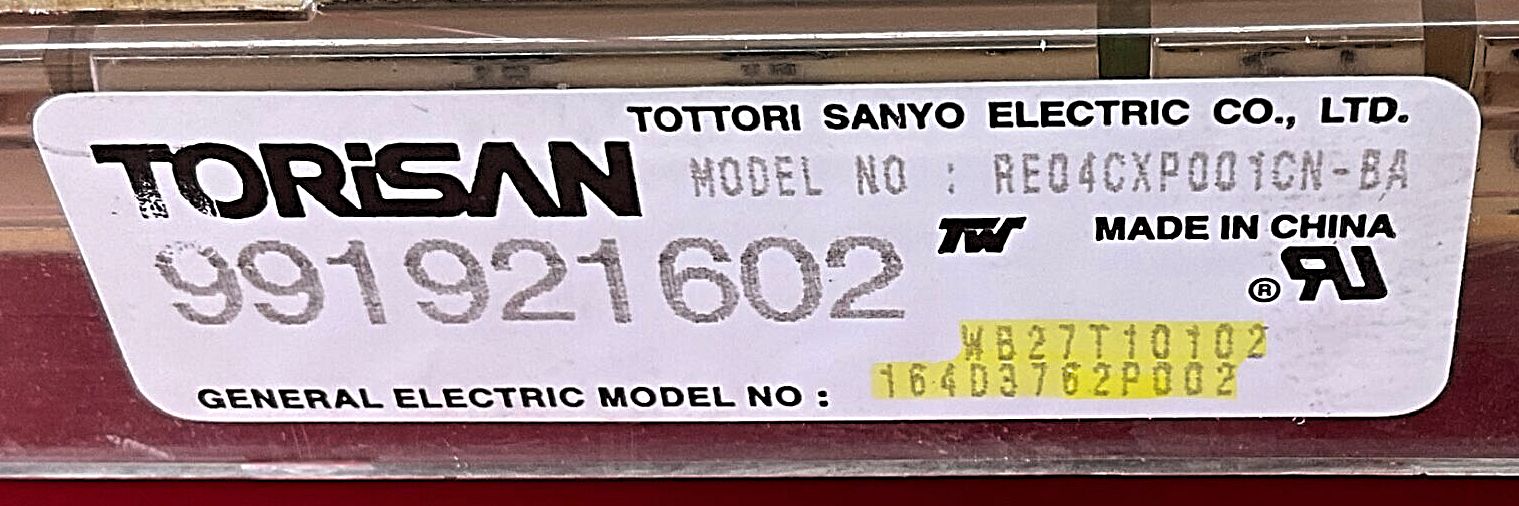 TOTTORI SANYO ELECTRIC CO., LTD.
TORiSAN
MODEL NO : RE04CXP001CN-BA
991921602
TW
MADE IN CHINA
® RU
WB27T10102
GENERAL ELECTRIC MODEL NO : 164D3762P002